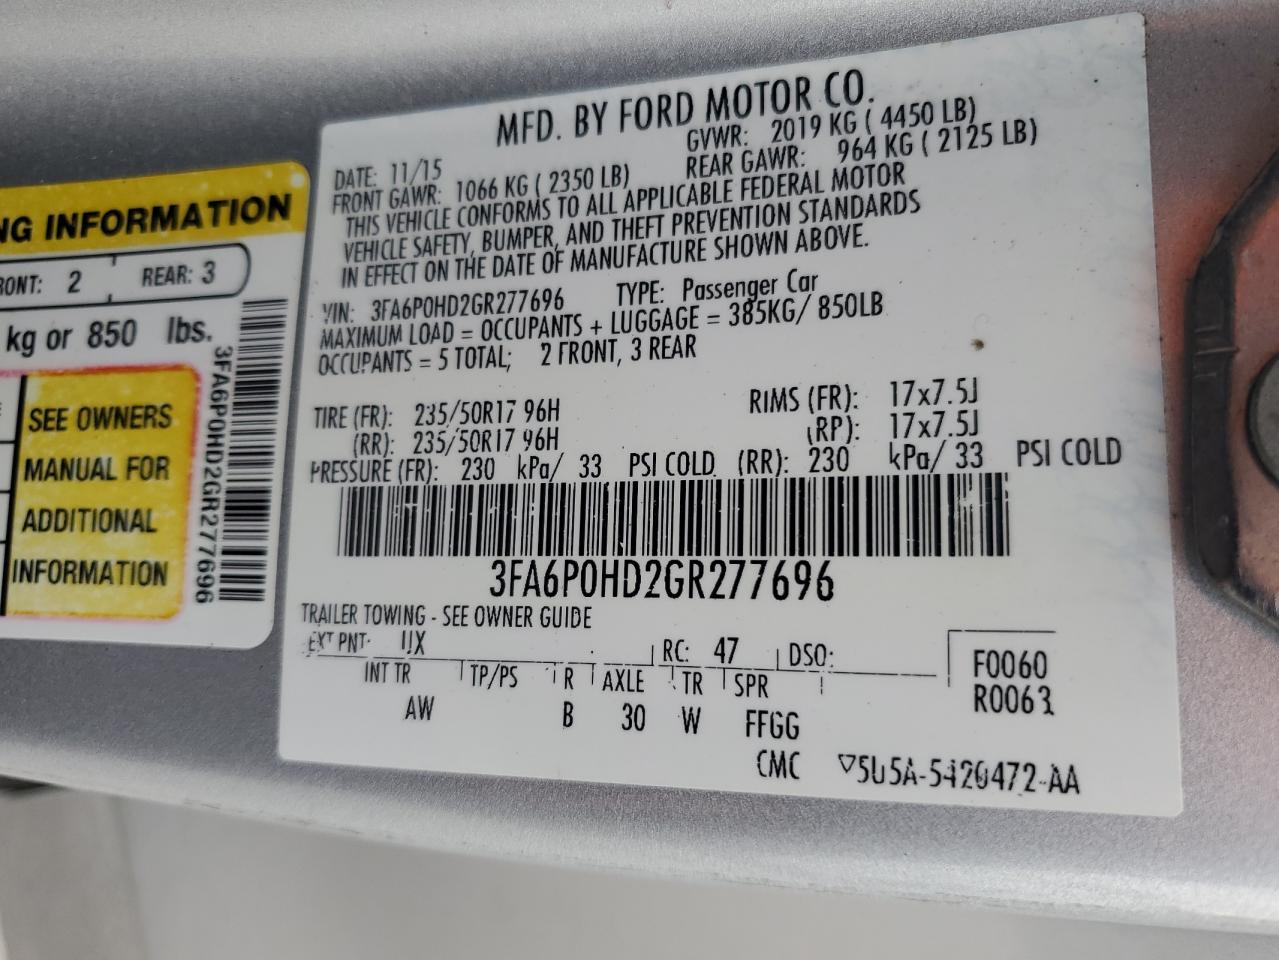 MFD. BY FORD MOTOR CO.
DATE: 11/15 GVWR: 2019 KG ( 4450 LB)
FRONT GAWR: 1066 KG ( 2350 LB) REAR GAWR: 964 KG ( 2125 LB)
THIS VEHICLE CONFORMS TO ALL APPLICABLE FEDERAL MOTOR
VEHICLE SAFETY, BUMPER, AND THEFT PREVENTION STANDARDS
IN EFFECT ON THE DATE OF MANUFACTURE SHOWN ABOVE.
VIN: 3FA6P0HD2GR277696 TYPE: Passenger Car
MAXIMUM LOAD = OCCUPANTS + LUGGAGE = 385KG/ 850LB
OCCUPANTS = 5 TOTAL; 2 FRONT, 3 REAR
TIRE (FR): 235/50R17 96H RIMS (FR): 17x7.5J
(RR): 235/50R17 96H (RP): 17x7.5J
PRESSURE (FR): 230 kPa/ 33 PSI COLD (RR): 230 kPa/ 33 PSI COLD
3FA6P0HD2GR277696
TRAILER TOWING - SEE OWNER GUIDE
EXT PNT: UX RC: 47 DSO: F0060
INT TR TP/PS R AXLE TR SPR R0061
AW B 30 W FFGG
CMC ▽5U5A-5420472-AA
NG INFORMATION
RONT: 2 REAR: 3
kg or 850 lbs.
3FA6P0HD2GR277696
SEE OWNERS
MANUAL FOR
ADDITIONAL
INFORMATION